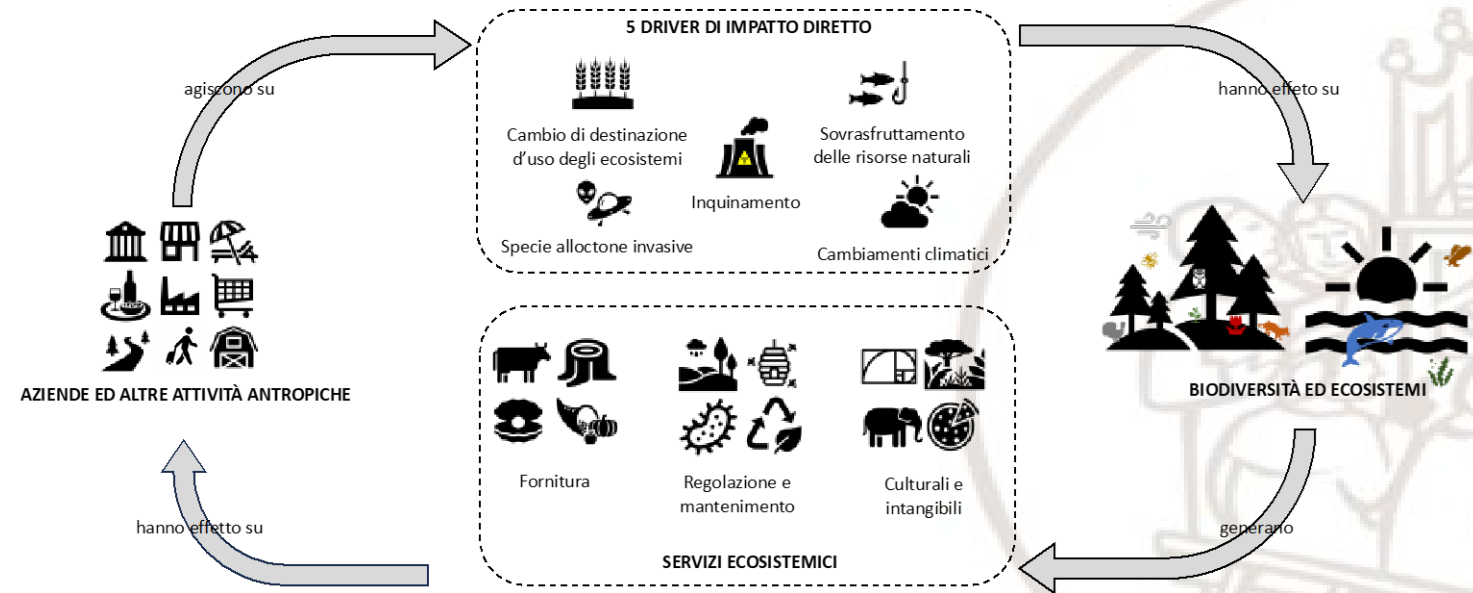 5 DRIVER DI IMPATTO DIRETTO
agiscono su
hanno effeto su
Cambio di destinazione
d'uso degli ecosistemi
Sovrasfruttamento
delle risorse naturali
Inquinamento
Specie alloctone invasive
Cambiamenti climatici
AZIENDE ED ALTRE ATTIVITÀ ANTROPICHE
BIODIVERSITÀ ED ECOSISTEMI
Fornitura
Regolazione e
mantenimento
Culturali e
intangibili
hanno effetto su
generano
SERVIZI ECOSISTEMICI